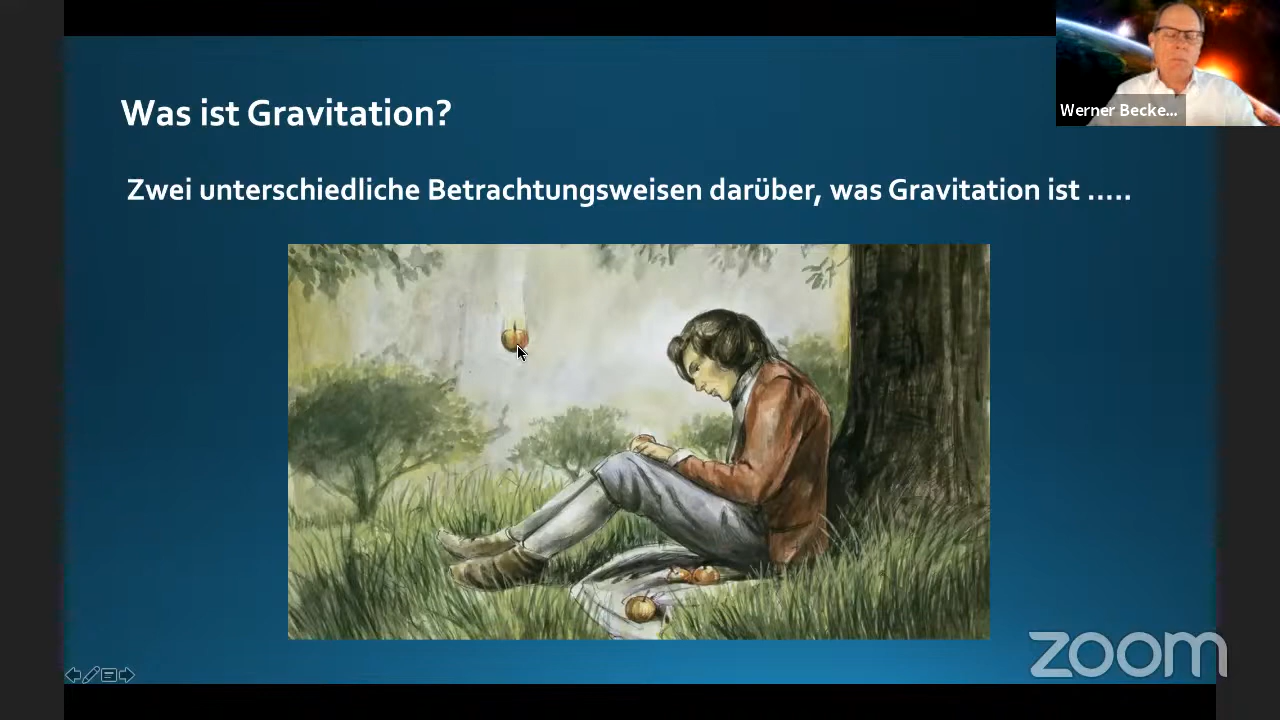 Was ist Gravitation?
Zwei unterschiedliche Betrachtungsweisen darüber, was Gravitation ist .....
Werner Becke...
zoom